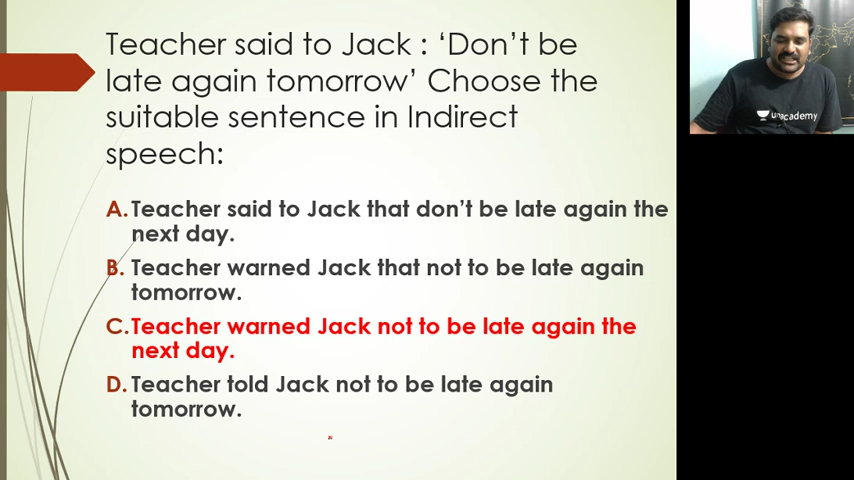 Teacher said to Jack : ‘Don’t be
late again tomorrow’ Choose the
suitable sentence in Indirect
speech:
A. Teacher said to Jack that don’t be late again the
next day.
B. Teacher warned Jack that not to be late again
tomorrow.
C. Teacher warned Jack not to be late again the
next day.
D. Teacher told Jack not to be late again
tomorrow.
unacademy